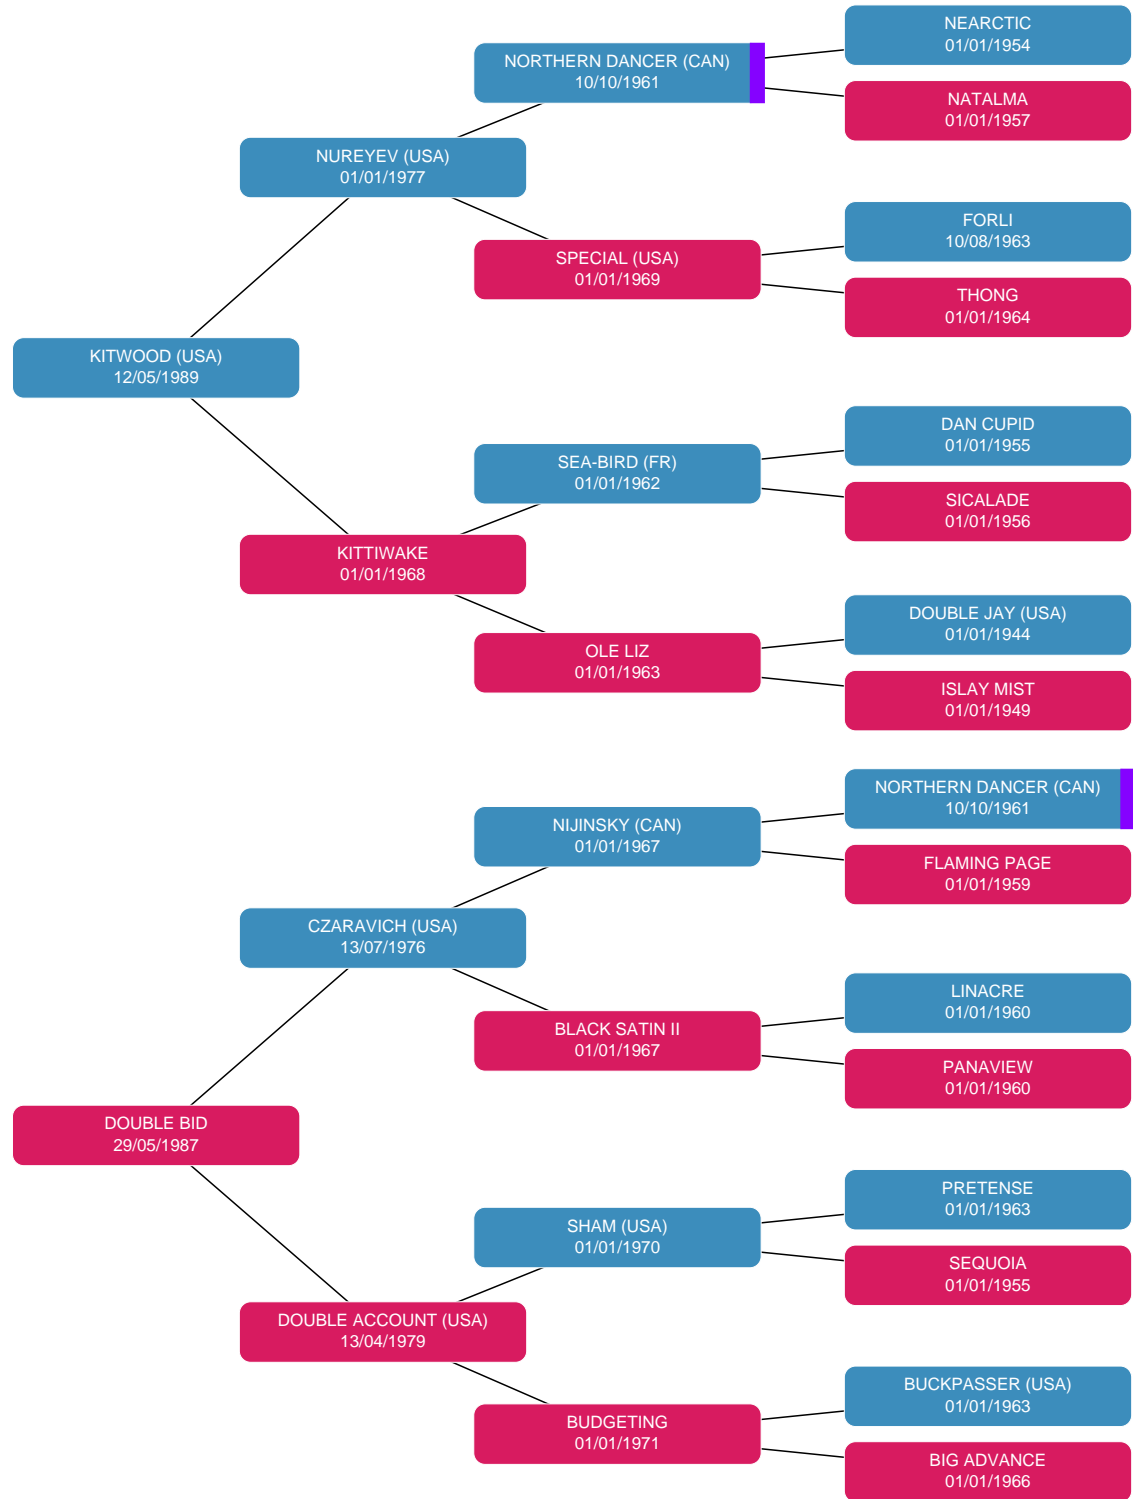 NEARCTIC
01/01/1954
NORTHERN DANCER (CAN)
10/10/1961
NATALMA
01/01/1957
NUREYEV (USA)
01/01/1977
FORLI
10/08/1963
SPECIAL (USA)
01/01/1969
THONG
01/01/1964
KITWOOD (USA)
12/05/1989
DAN CUPID
01/01/1955
SEA-BIRD (FR)
01/01/1962
SICALADE
01/01/1956
KITTIWAKE
01/01/1968
DOUBLE JAY (USA)
01/01/1944
OLE LIZ
01/01/1963
ISLAY MIST
01/01/1949
NORTHERN DANCER (CAN)
10/10/1961
NIJINSKY (CAN)
01/01/1967
FLAMING PAGE
01/01/1959
CZARAVICH (USA)
13/07/1976
LINACRE
01/01/1960
BLACK SATIN II
01/01/1967
PANAVIEW
01/01/1960
DOUBLE BID
29/05/1987
PRETENSE
01/01/1963
SHAM (USA)
01/01/1970
SEQUOIA
01/01/1955
DOUBLE ACCOUNT (USA)
13/04/1979
BUCKPASSER (USA)
01/01/1963
BUDGETING
01/01/1971
BIG ADVANCE
01/01/1966